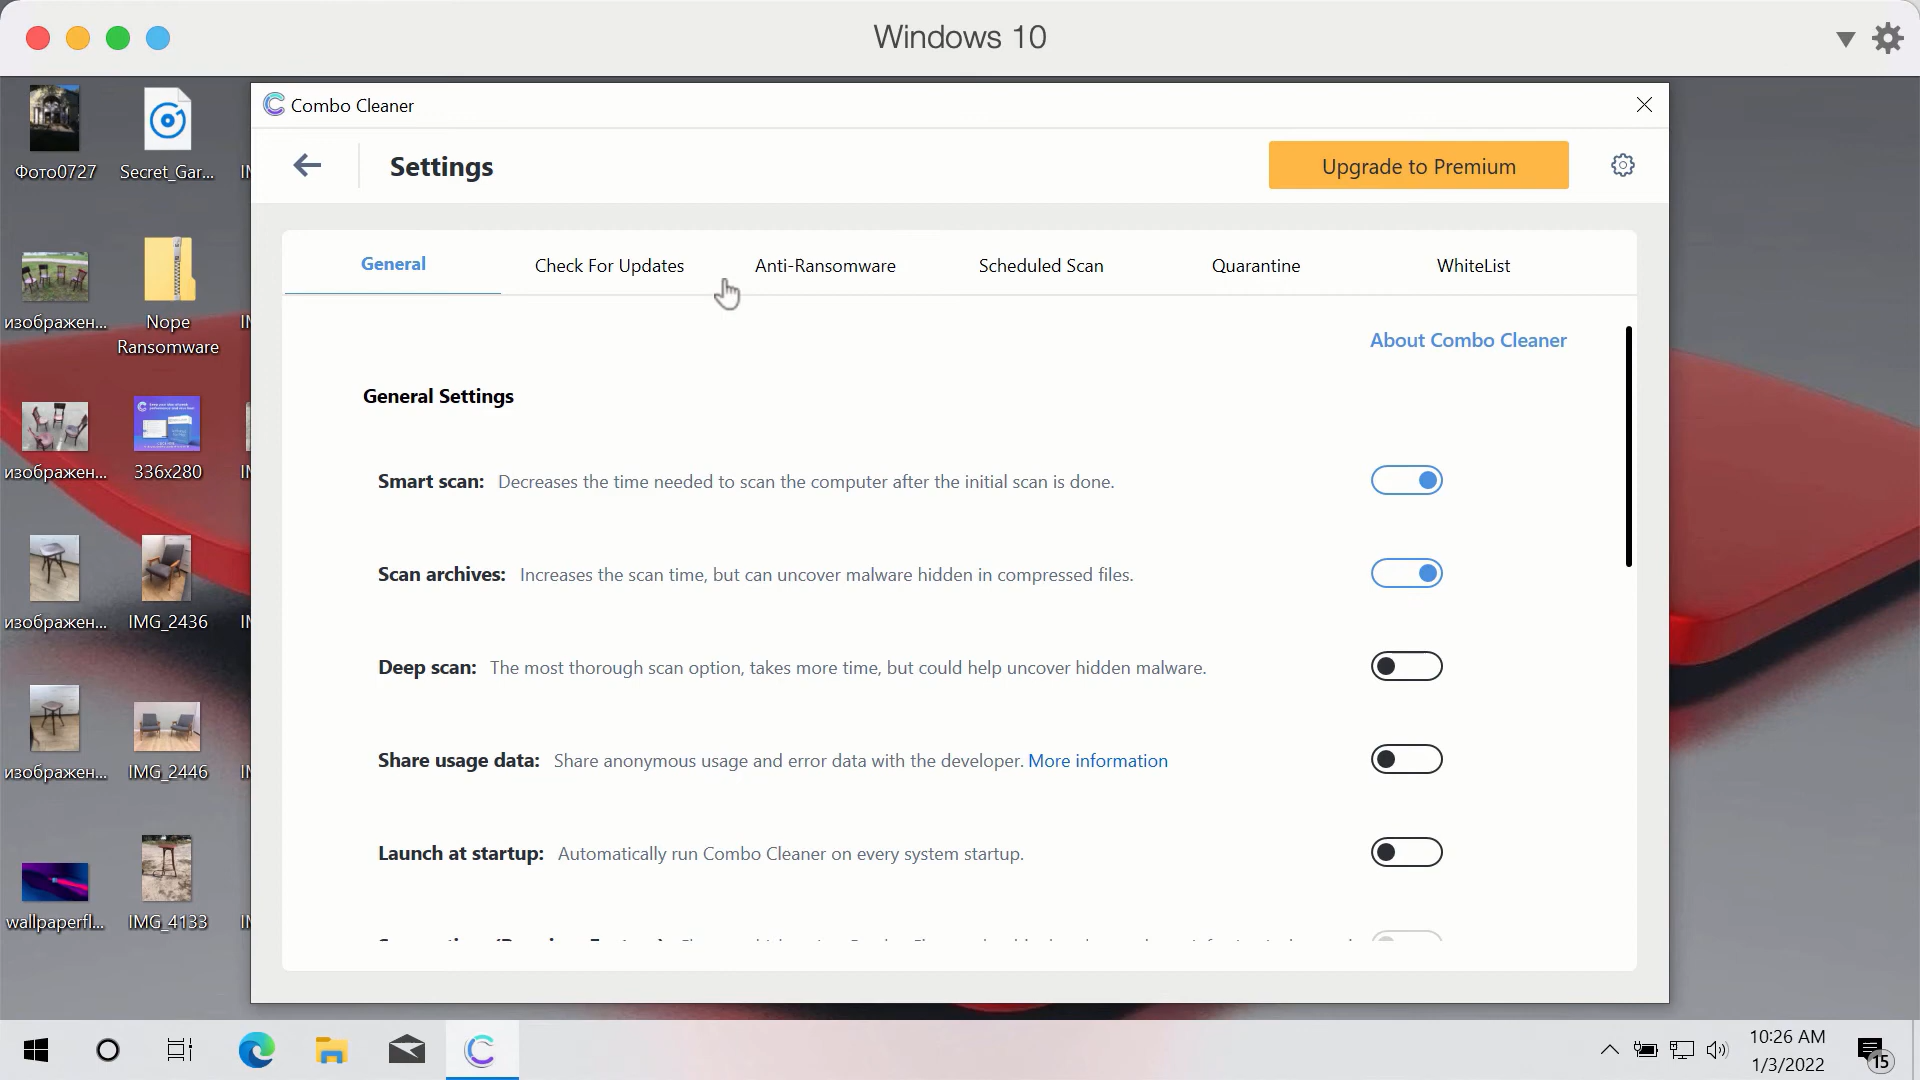 Windows 10
Фото0727
Secret_Gar...
изображен...
Nope
Ransomware
изображен...
336x280
изображен...
IMG_2436
изображен...
IMG_2446
wallpaperfl...
IMG_4133
Combo Cleaner
Settings
Upgrade to Premium
General
Check For Updates
Anti-Ransomware
Scheduled Scan
Quarantine
WhiteList
About Combo Cleaner
General Settings
Smart scan: Decreases the time needed to scan the computer after the initial scan is done.
Scan archives: Increases the scan time, but can uncover malware hidden in compressed files.
Deep scan: The most thorough scan option, takes more time, but could help uncover hidden malware.
Share usage data: Share anonymous usage and error data with the developer. More information
Launch at startup: Automatically run Combo Cleaner on every system startup.
10:26 AM
1/3/2022
15